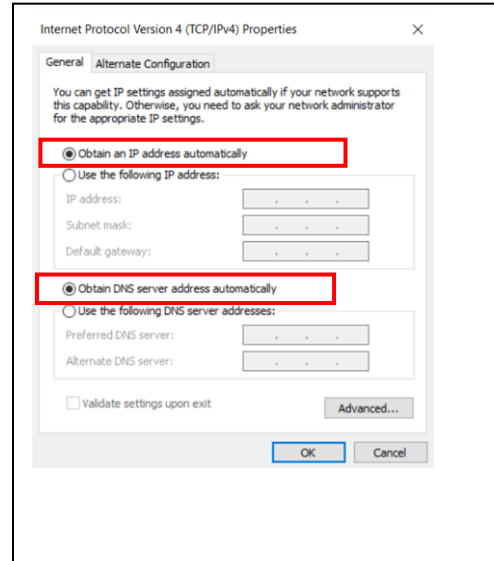 Internet Protocol Version 4 (TCP/IPv4) Properties
General Alternate Configuration
You can get IP settings assigned automatically if your network supports
this capability. Otherwise, you need to ask your network administrator
for the appropriate IP settings.
Obtain an IP address automatically
Use the following IP address:
IP address:
Subnet mask:
Default gateway:
Obtain DNS server address automatically
Use the following DNS server addresses:
Preferred DNS server:
Alternate DNS server:
Validate settings upon exit
Advanced...
OK Cancel